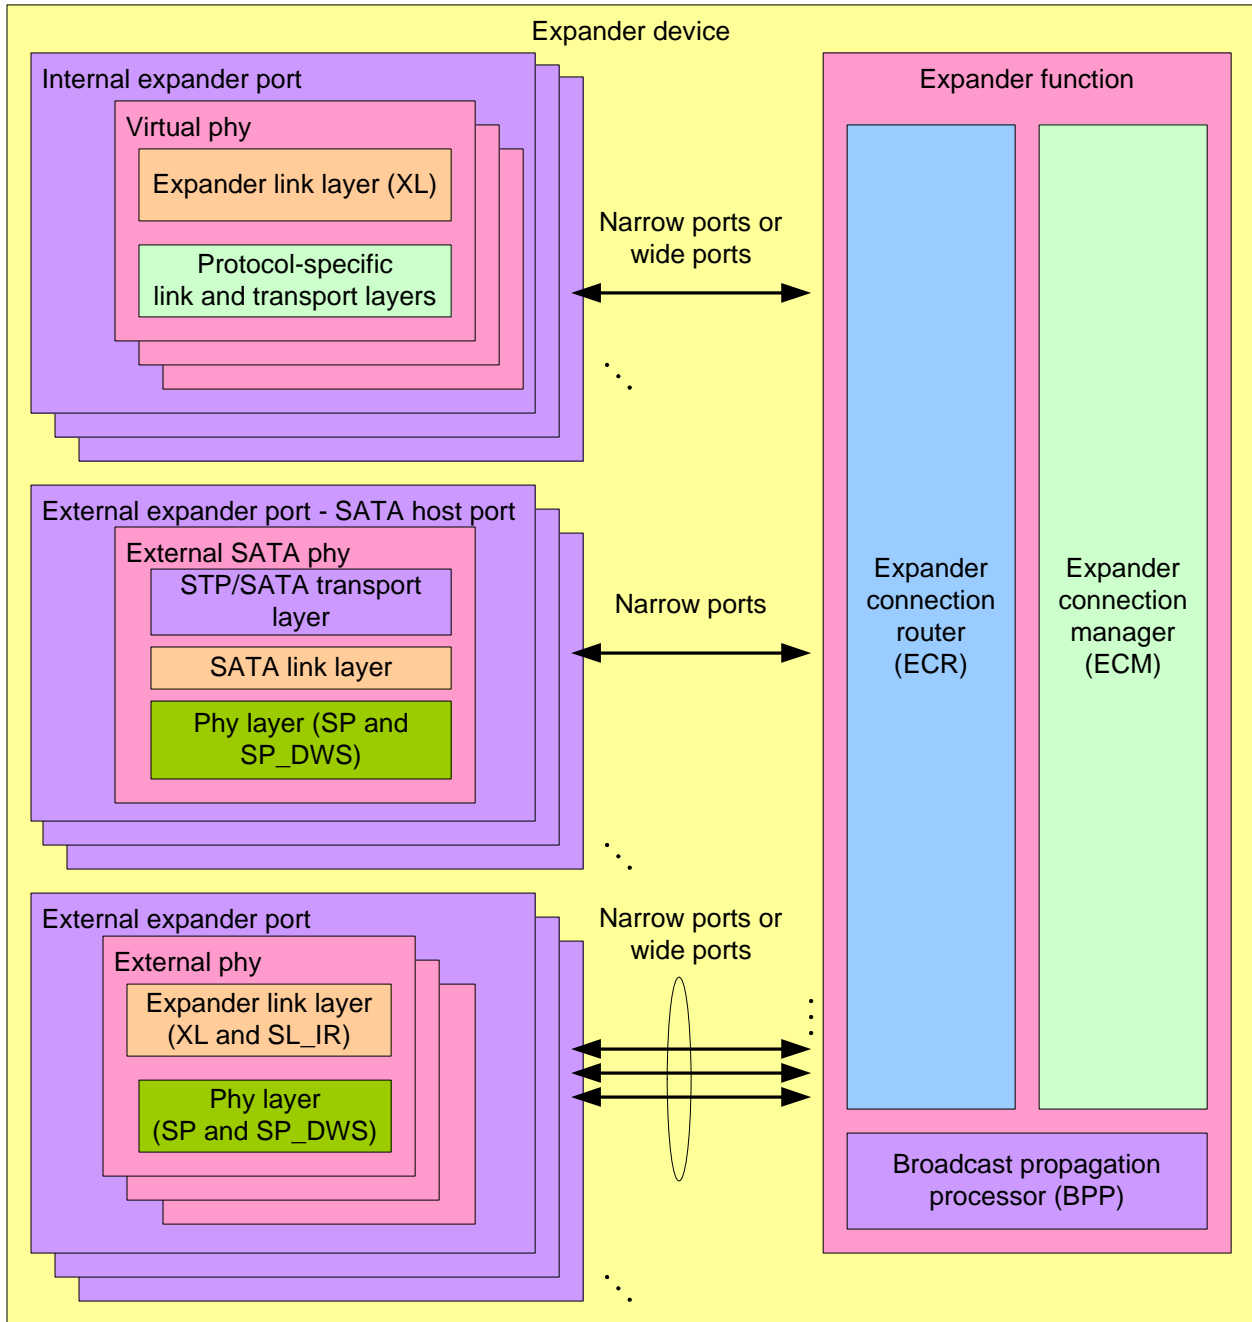 Expander device
Internal expander port
Virtual phy
Expander link layer (XL)
Protocol-specific
link and transport layers
Narrow ports or
wide ports
External expander port - SATA host port
External SATA phy
STP/SATA transport
layer
SATA link layer
Phy layer (SP and
SP_DWS)
Narrow ports
External expander port
External phy
Expander link layer
(XL and SL_IR)
Phy layer
(SP and SP_DWS)
Narrow ports or
wide ports
Expander function
Expander
connection
router
(ECR)
Expander
connection
manager
(ECM)
Broadcast propagation
processor (BPP)